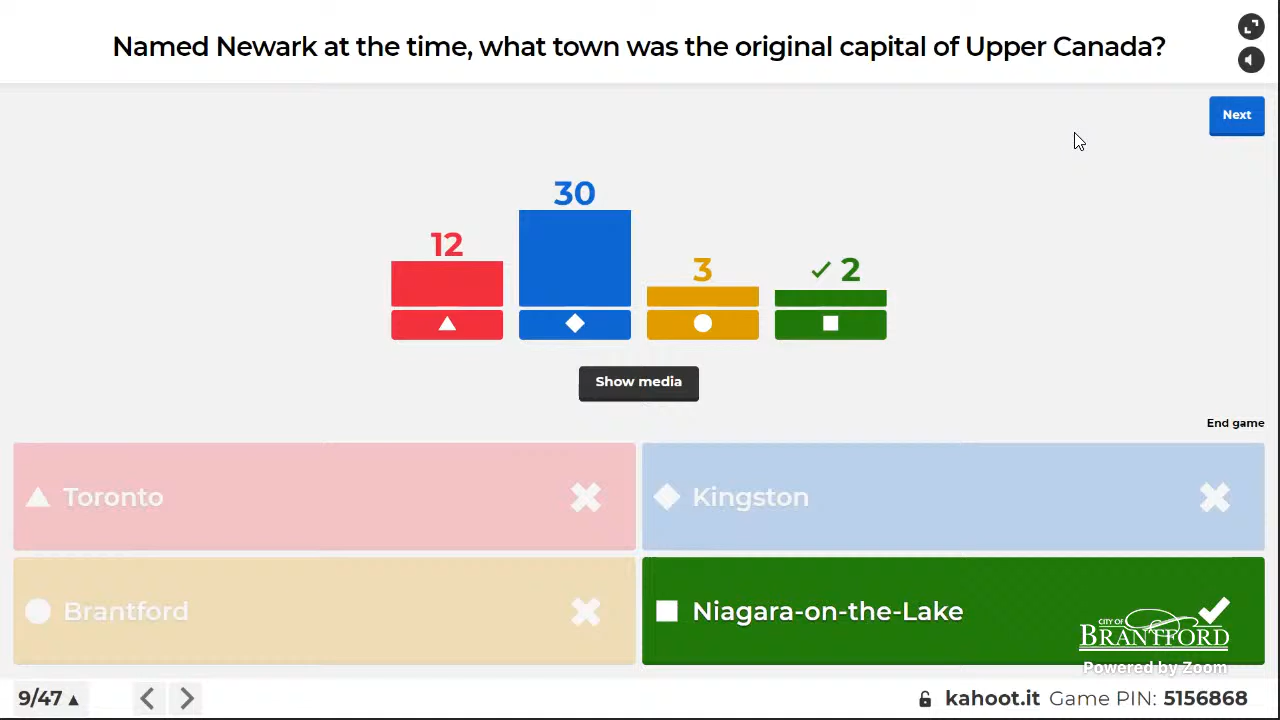 Named Newark at the time, what town was the original capital of Upper Canada?
Next
30
12
3
2
Show media
End game
Toronto
Kingston
Brantford
Niagara-on-the-Lake
CITY OF
BRANTFORD
Powered by Zoom
9/47
kahoot.it Game PIN: 5156868